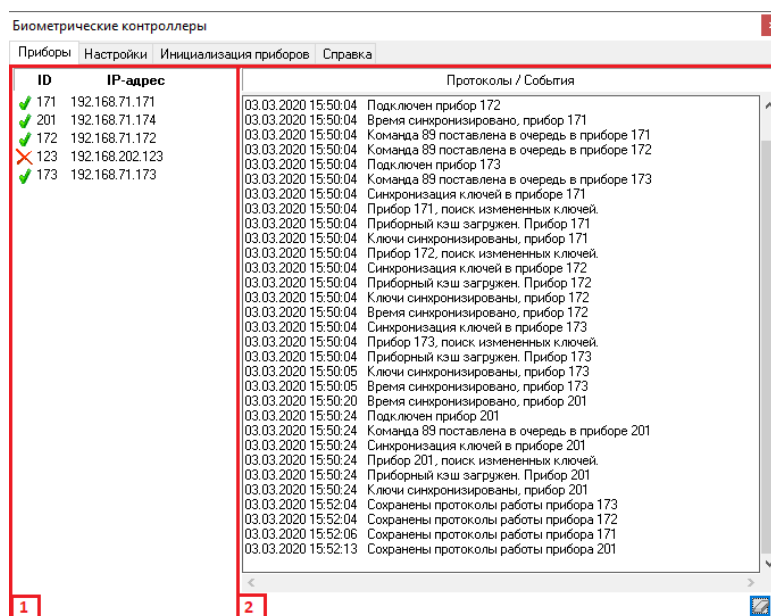 Биометрические контроллеры
Приборы Настройки Инициализация приборов Справка
ID IP-адрес
171 192.168.71.171
201 192.168.71.174
172 192.168.71.172
123 192.168.202.123
173 192.168.71.173
1
Протоколы / События
03.03.2020 15:50:04 Подключен прибор 172
03.03.2020 15:50:04 Время синхронизировано, прибор 171
03.03.2020 15:50:04 Команда 89 поставлена в очередь в приборе 171
03.03.2020 15:50:04 Команда 89 поставлена в очередь в приборе 172
03.03.2020 15:50:04 Подключен прибор 173
03.03.2020 15:50:04 Команда 89 поставлена в очередь в приборе 173
03.03.2020 15:50:04 Синхронизация ключей в приборе 171
03.03.2020 15:50:04 Прибор 171, поиск измененных ключей.
03.03.2020 15:50:04 Приборный кэш загружен. Прибор 171
03.03.2020 15:50:04 Ключи синхронизированы, прибор 171
03.03.2020 15:50:04 Прибор 172, поиск измененных ключей.
03.03.2020 15:50:04 Синхронизация ключей в приборе 172
03.03.2020 15:50:04 Приборный кэш загружен. Прибор 172
03.03.2020 15:50:04 Ключи синхронизированы, прибор 172
03.03.2020 15:50:04 Время синхронизировано, прибор 172
03.03.2020 15:50:04 Синхронизация ключей в приборе 173
03.03.2020 15:50:04 Прибор 173, поиск измененных ключей.
03.03.2020 15:50:04 Приборный кэш загружен. Прибор 173
03.03.2020 15:50:05 Ключи синхронизированы, прибор 173
03.03.2020 15:50:05 Время синхронизировано, прибор 173
03.03.2020 15:50:20 Время синхронизировано, прибор 201
03.03.2020 15:50:24 Подключен прибор 201
03.03.2020 15:50:24 Команда 89 поставлена в очередь в приборе 201
03.03.2020 15:50:24 Синхронизация ключей в приборе 201
03.03.2020 15:50:24 Прибор 201, поиск измененных ключей.
03.03.2020 15:50:24 Приборный кэш загружен. Прибор 201
03.03.2020 15:50:24 Ключи синхронизированы, прибор 201
03.03.2020 15:52:04 Сохранены протоколы работы прибора 173
03.03.2020 15:52:04 Сохранены протоколы работы прибора 172
03.03.2020 15:52:06 Сохранены протоколы работы прибора 171
03.03.2020 15:52:13 Сохранены протоколы работы прибора 201
2